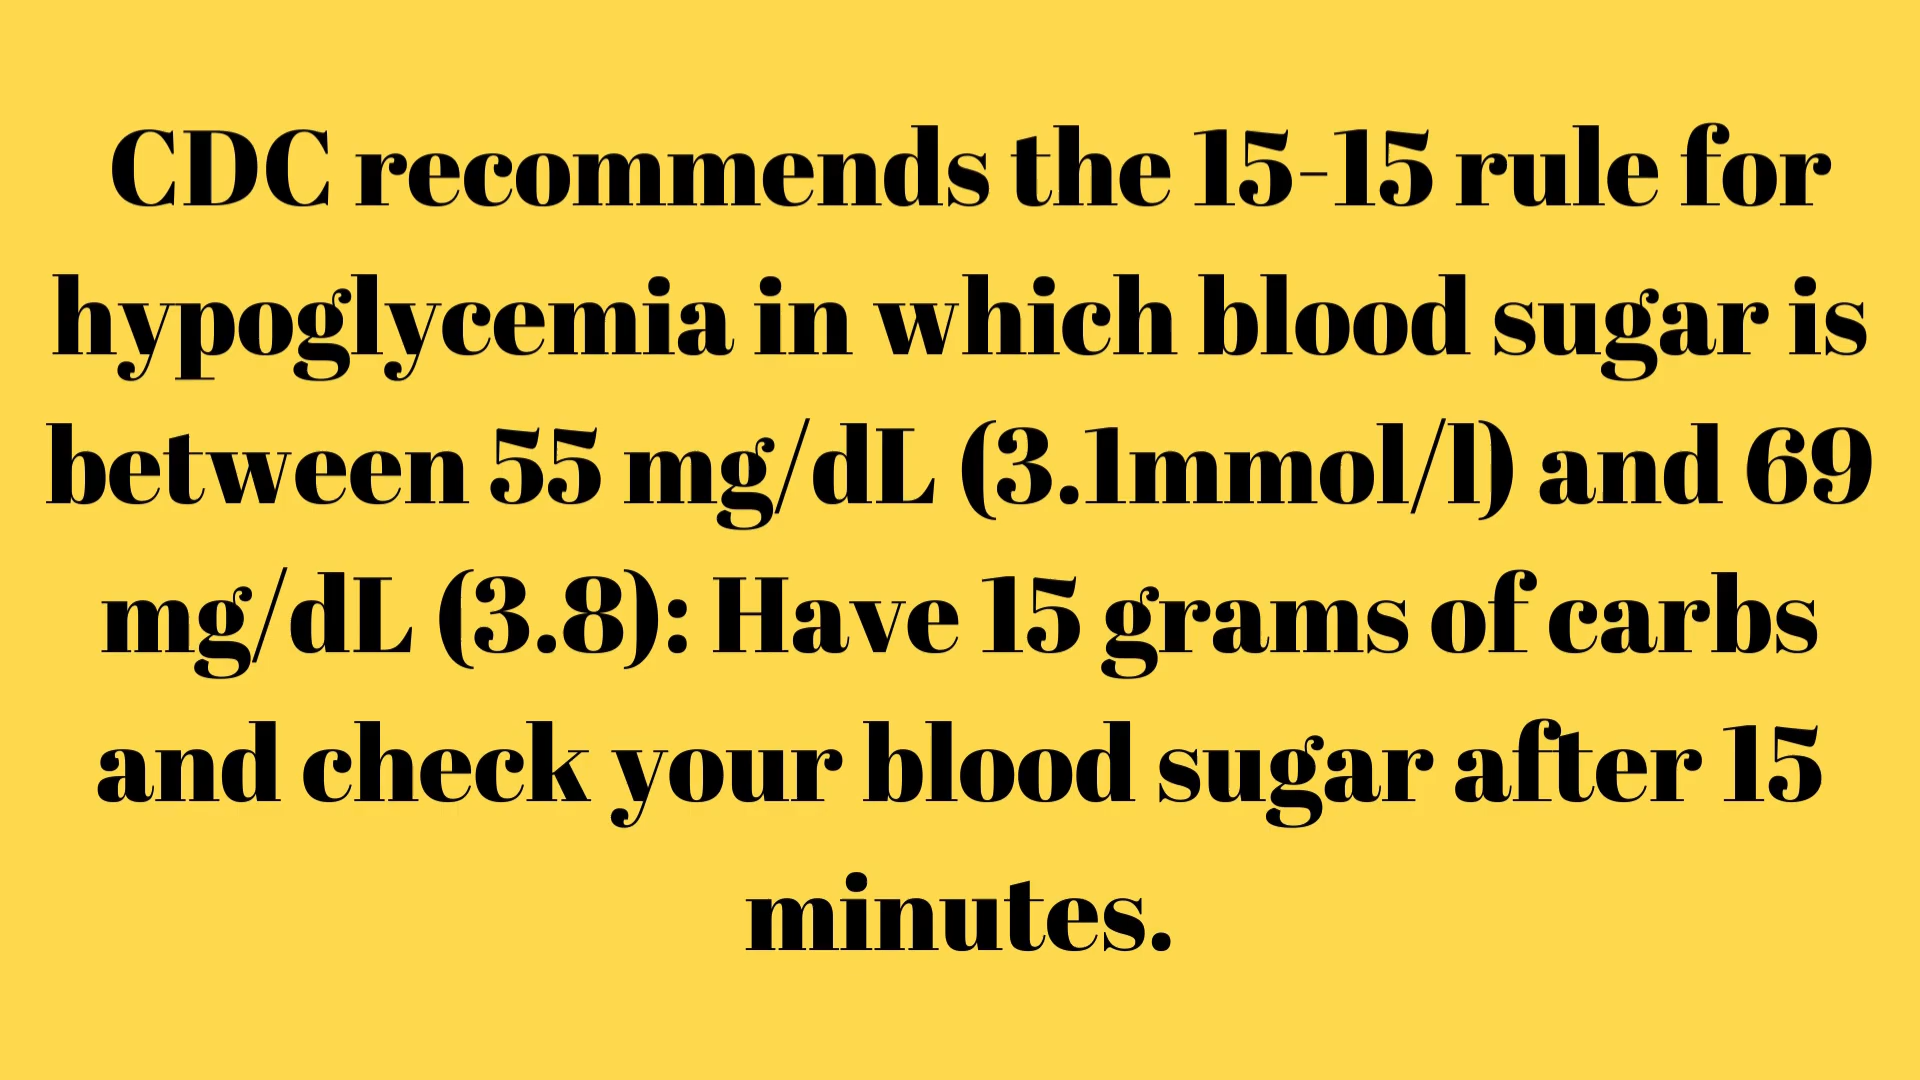 CDC recommends the 15-15 rule for
hypoglycemia in which blood sugar is
between 55 mg/dL (3.1mmol/l) and 69
mg/dL (3.8): Have 15 grams of carbs
and check your blood sugar after 15
minutes.